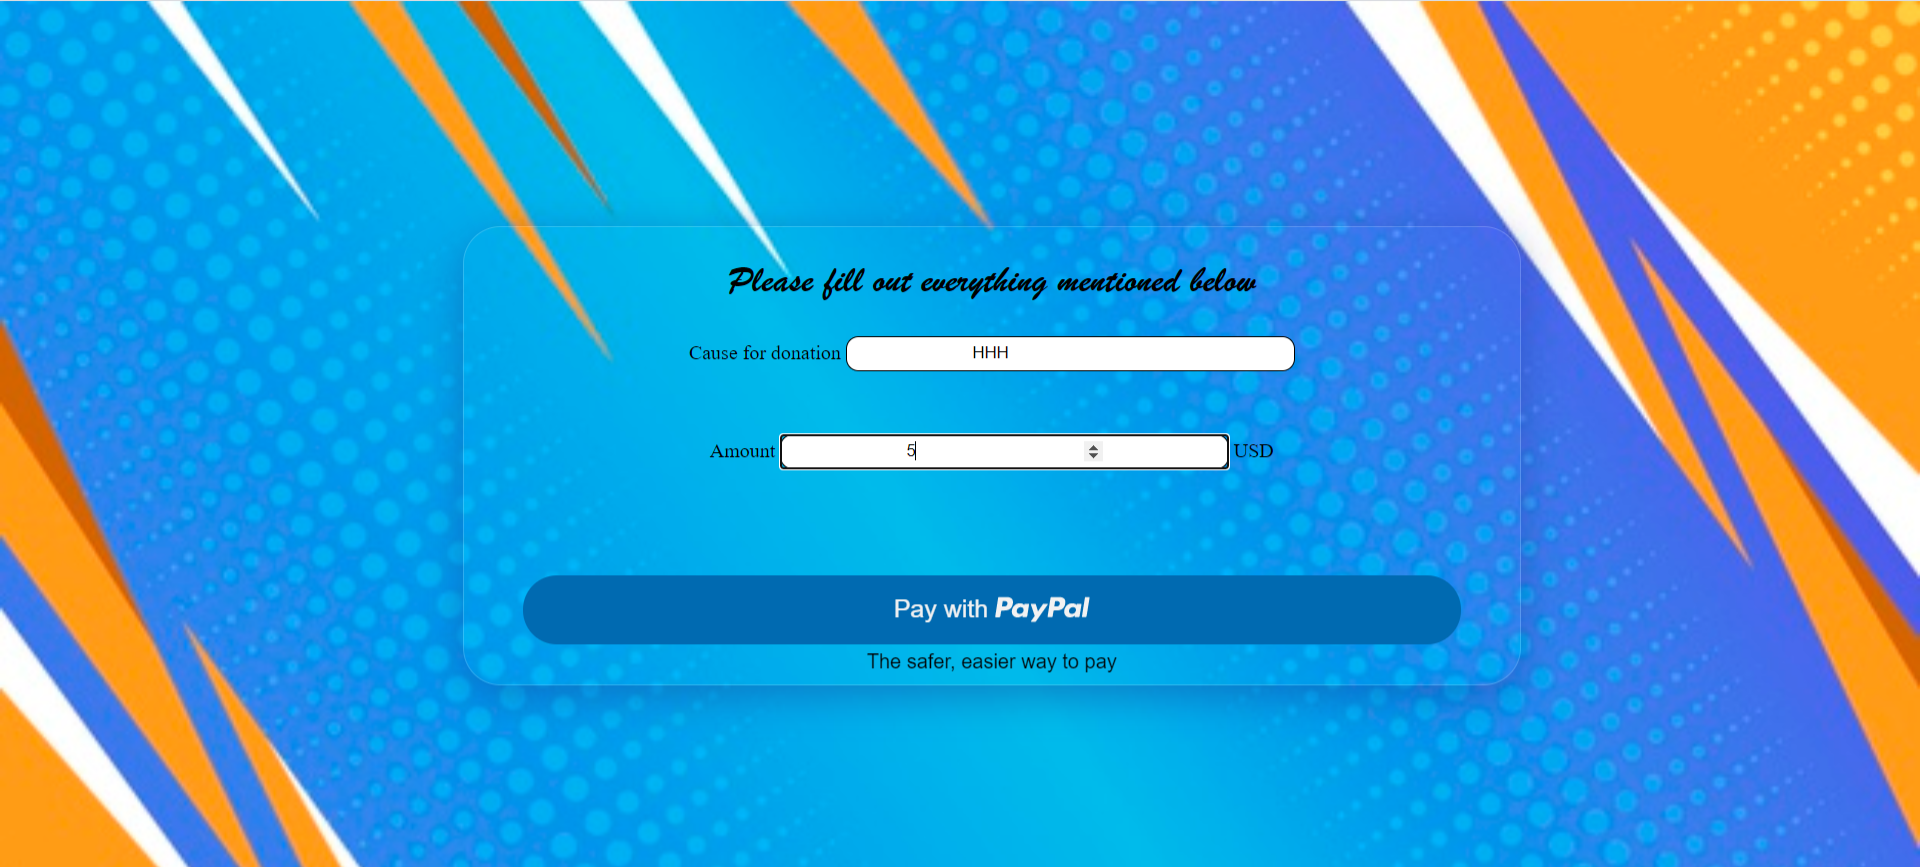 Please fill out everything mentioned below
Cause for donation HHH
Amount 5 USD
Pay with PayPal
The safer, easier way to pay